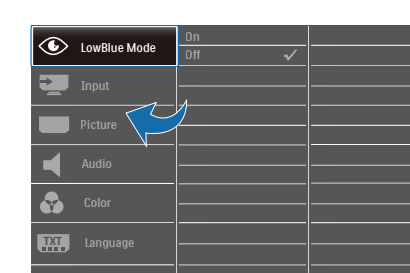 LowBlue Mode
On
Off
Input
Picture
Audio
Color
TXT
Language